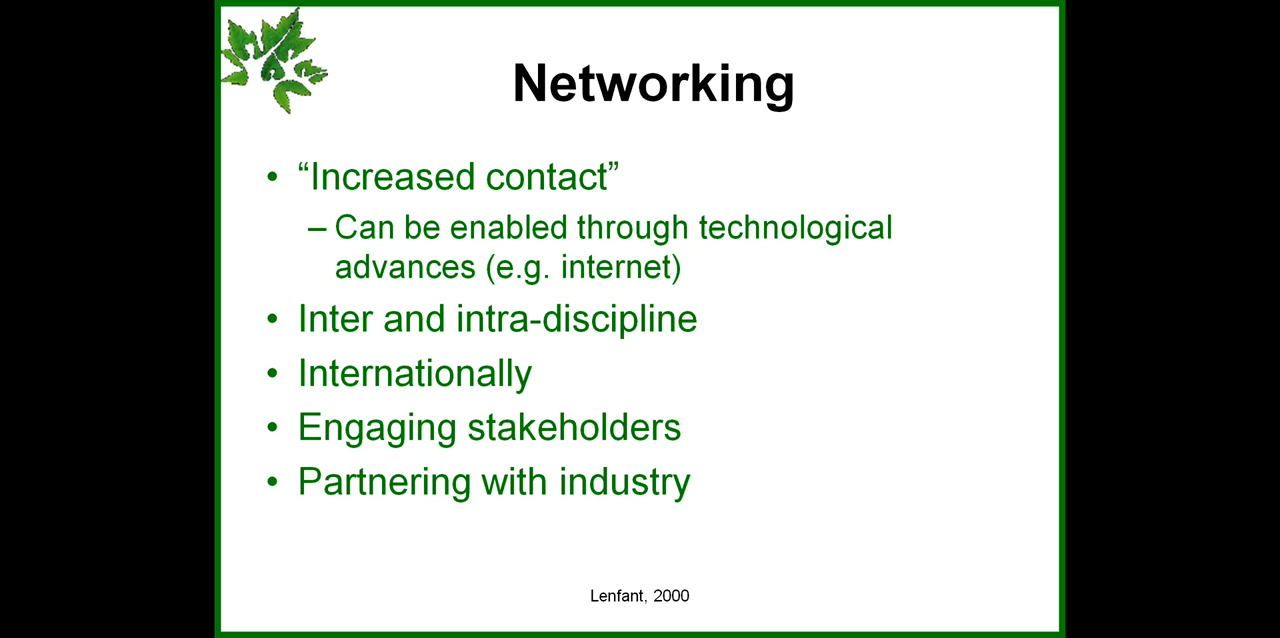 Networking
• “Increased contact”
– Can be enabled through technological
advances (e.g. internet)
• Inter and intra-discipline
• Internationally
• Engaging stakeholders
• Partnering with industry
Lenfant, 2000